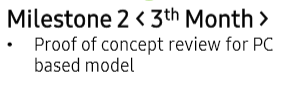 Milestone 2 < 3th Month >
• Proof of concept review for PC
based model